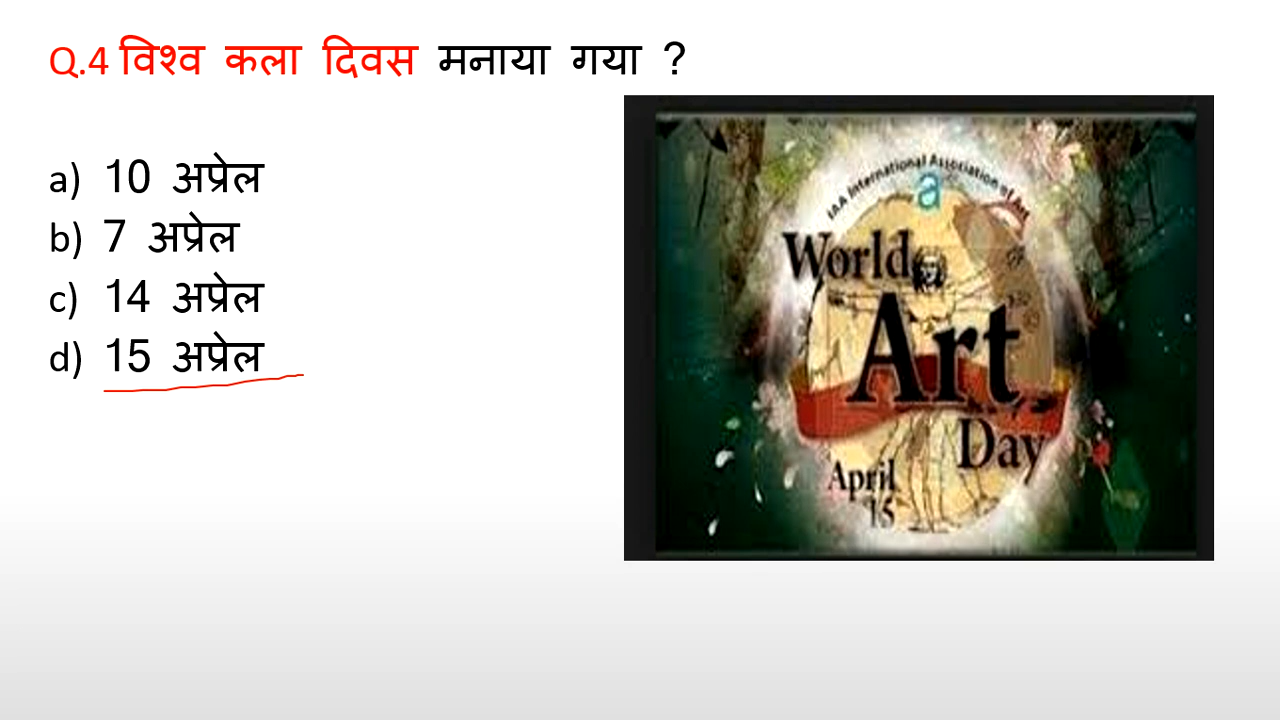 Q.4 विश्व कला दिवस मनाया गया ?
a) 10 अप्रेल
b) 7 अप्रेल
c) 14 अप्रेल
d) 15 अप्रेल
IAA International Association of Art
a
World
Art
Day
April
15